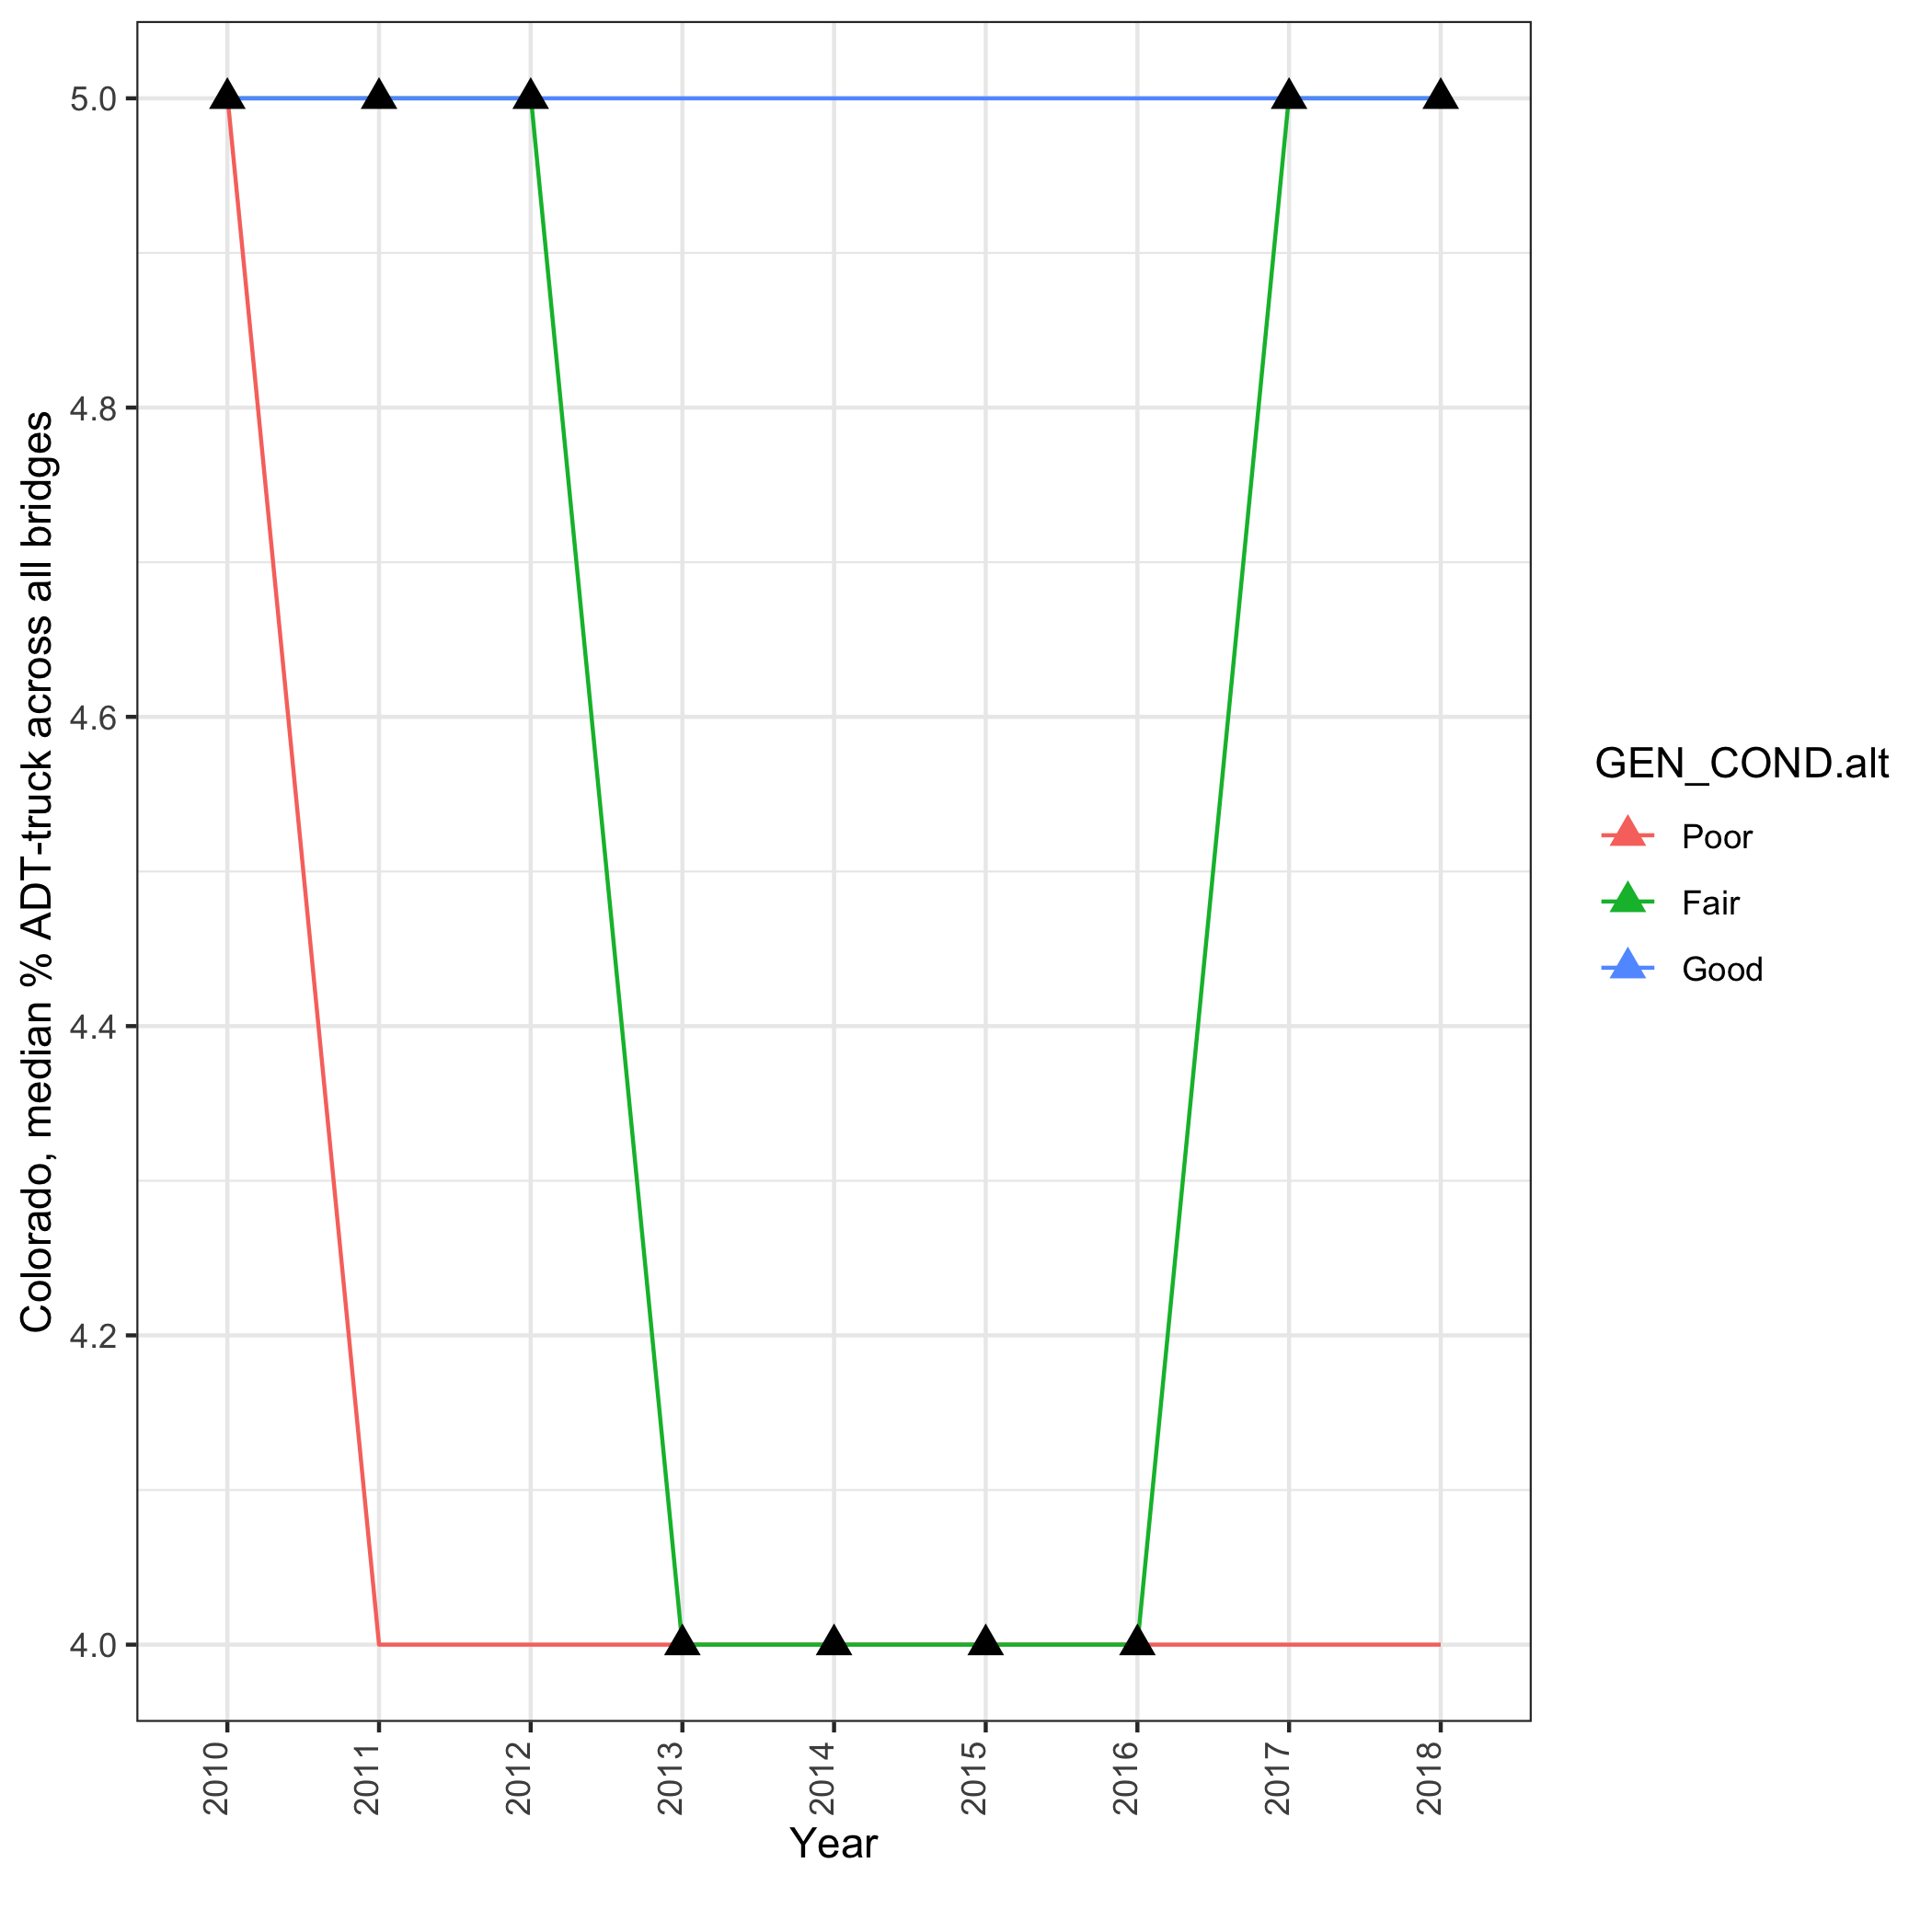 Colorado, median % ADT-truck across all bridges
5.0
4.8
4.6
4.4
4.2
4.0
2010
2011
2012
2013
2014
2015
2016
2017
2018
Year
GEN_COND.alt
Poor
Fair
Good